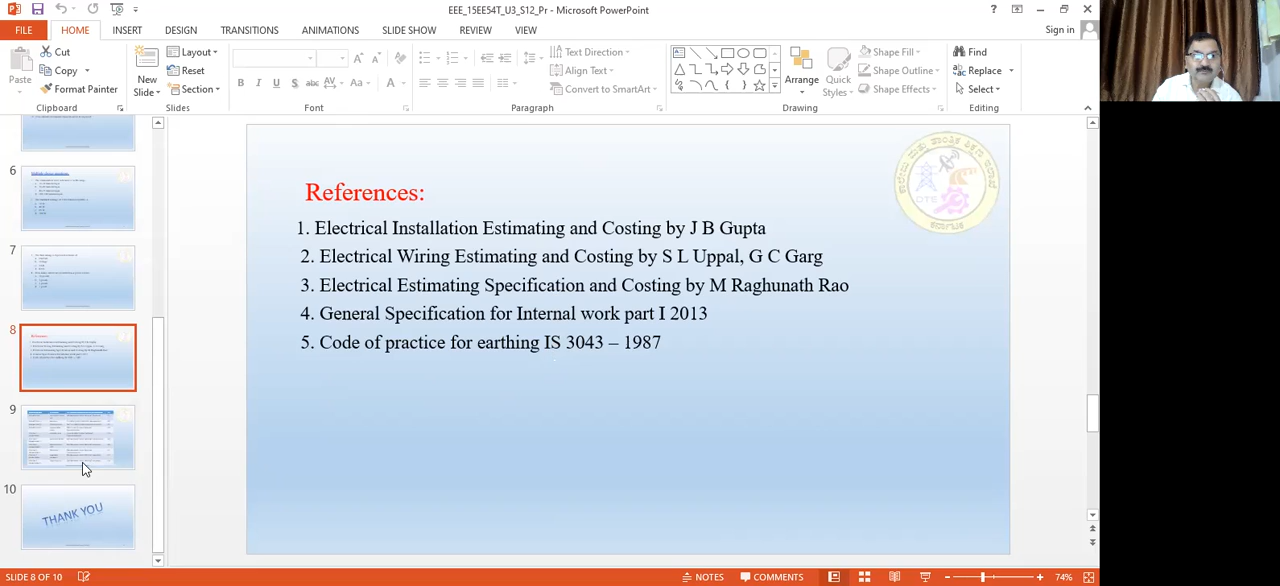 EEE_15EE54T_U3_S12_Pr - Microsoft PowerPoint
Sign in
FILE HOME INSERT DESIGN TRANSITIONS ANIMATIONS SLIDE SHOW REVIEW VIEW
Paste
Cut
Copy
Format Painter
Clipboard
New
Slide
Layout
Reset
Section
Slides
B I U S abc AV Aa A
Font
Text Direction
Align Text
Convert to SmartArt
Paragraph
Arrange
Quick
Styles
Shape Fill
Shape Outline
Shape Effects
Drawing
Find
Replace
Select
Editing
6
7
8
9
10
THANK YOU
References:
1. Electrical Installation Estimating and Costing by J B Gupta
2. Electrical Wiring Estimating and Costing by S L Uppal, G C Garg
3. Electrical Estimating Specification and Costing by M Raghunath Rao
4. General Specification for Internal work part I 2013
5. Code of practice for earthing IS 3043 – 1987
DTE
SLIDE 8 OF 10
NOTES
COMMENTS
74%